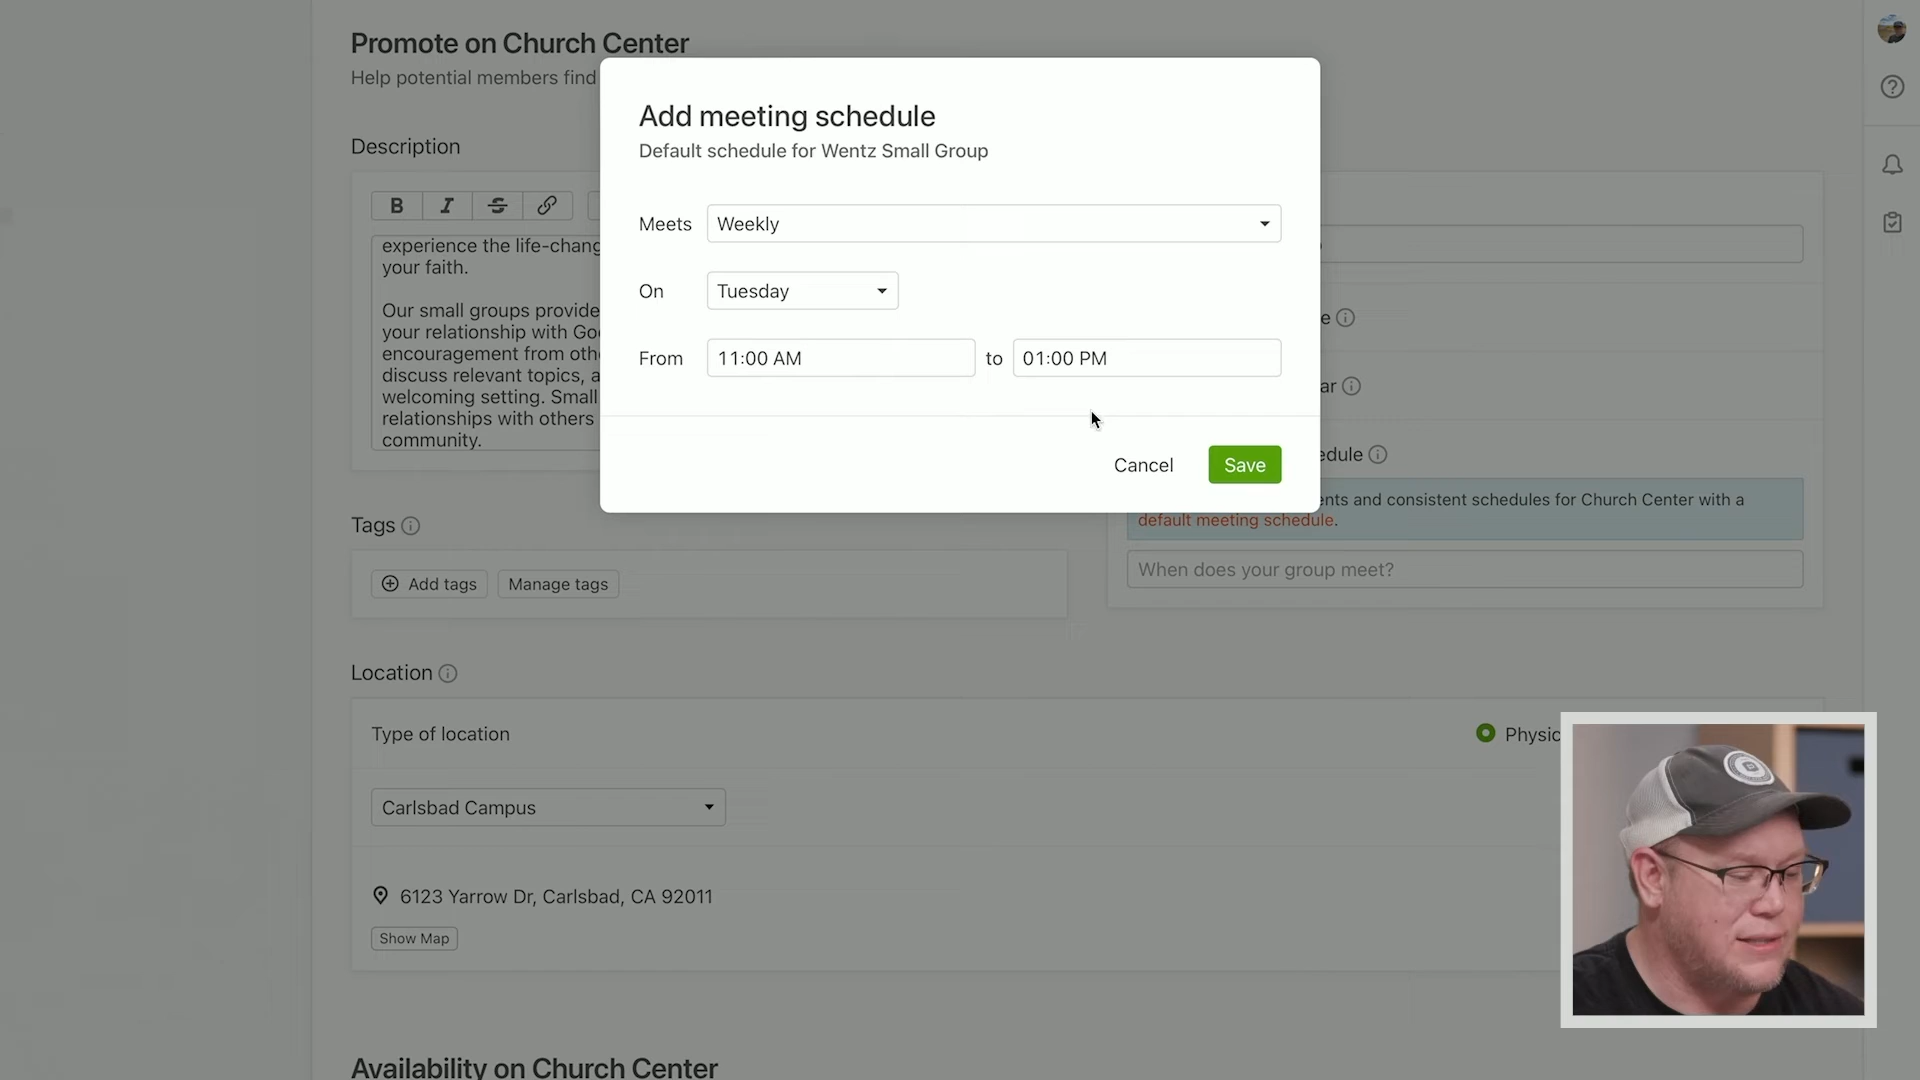 Promote on Church Center
Help potential members find
Add meeting schedule
Default schedule for Wentz Small Group
Meets Weekly
On Tuesday
From 11:00 AM to 01:00 PM
Cancel Save
Description
B I S
experience the life-chang
your faith.
Our small groups provide
your relationship with Go
encouragement from oth
discuss relevant topics, a
welcoming setting. Small
relationships with others
community.
e
ar
edule
ents and consistent schedules for Church Center with a
default meeting schedule.
When does your group meet?
Tags
Add tags Manage tags
Location
Type of location
Physic
Carlsbad Campus
6123 Yarrow Dr, Carlsbad, CA 92011
Show Map
Availability on Church Center